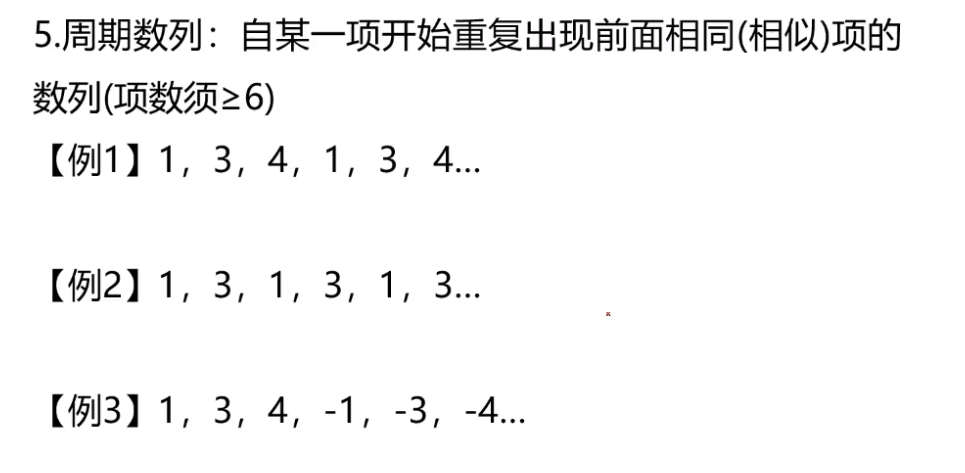 5.周期数列：自某一项开始重复出现前面相同(相似)项的
数列(项数须≥6)
【例1】1，3，4，1，3，4...
【例2】1，3，1，3，1，3...
【例3】1，3，4，-1，-3，-4...